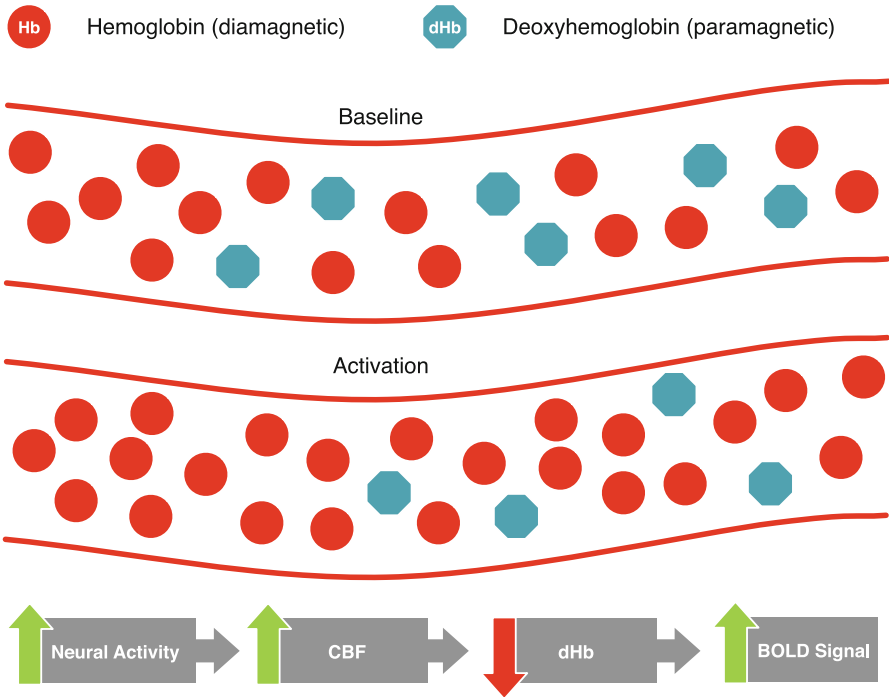 Hb Hemoglobin (diamagnetic) dHb Deoxyhemoglobin (paramagnetic)
Baseline
Activation
Neural Activity CBF dHb BOLD Signal